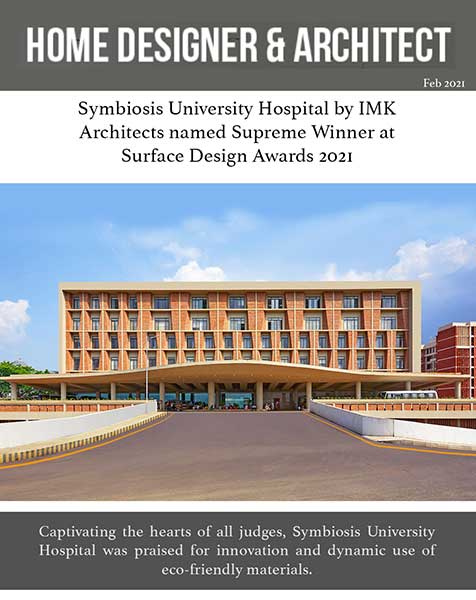 HOME DESIGNER & ARCHITECT
Feb 2021
Symbiosis University Hospital by IMK
Architects named Supreme Winner at
Surface Design Awards 2021
Captivating the hearts of all judges, Symbiosis University
Hospital was praised for innovation and dynamic use of
eco-friendly materials.